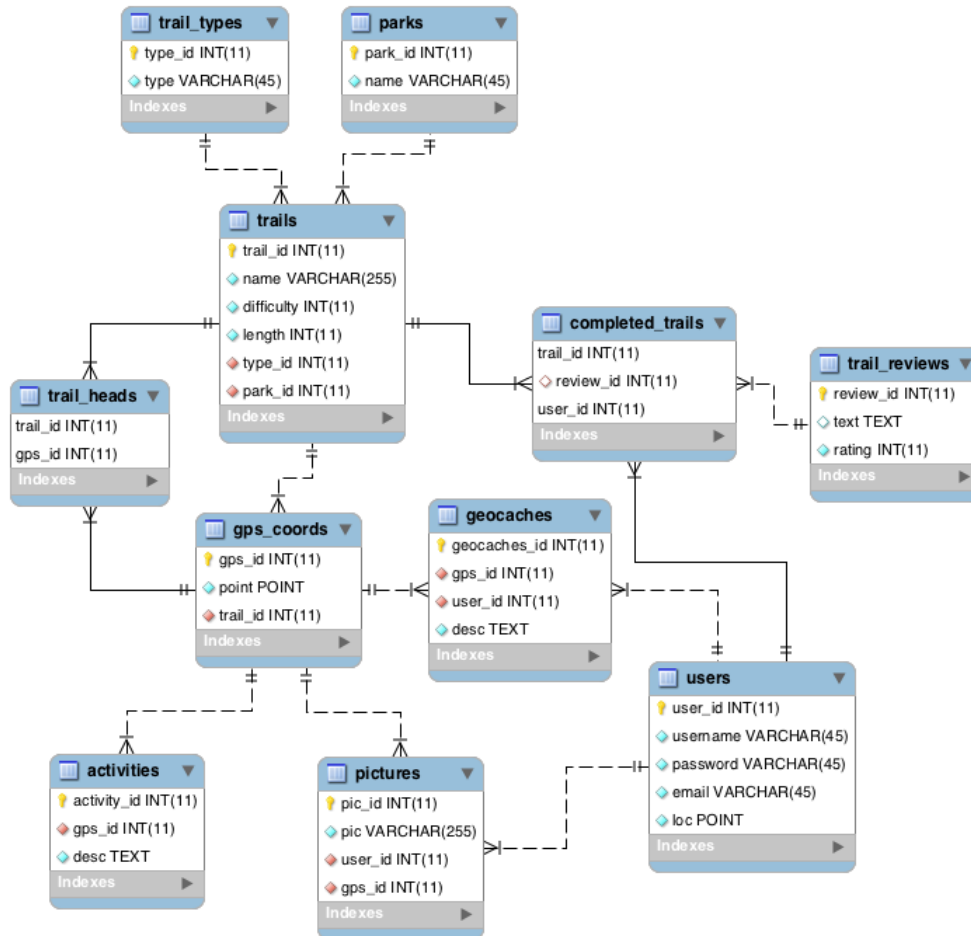 trail_types
type_id INT(11)
type VARCHAR(45)
Indexes
parks
park_id INT(11)
name VARCHAR(45)
Indexes
trails
trail_id INT(11)
name VARCHAR(255)
difficulty INT(11)
length INT(11)
type_id INT(11)
park_id INT(11)
Indexes
completed_trails
trail_id INT(11)
review_id INT(11)
user_id INT(11)
Indexes
trail_reviews
review_id INT(11)
text TEXT
rating INT(11)
Indexes
trail_heads
trail_id INT(11)
gps_id INT(11)
Indexes
gps_coords
gps_id INT(11)
point POINT
trail_id INT(11)
Indexes
geocaches
geocaches_id INT(11)
gps_id INT(11)
user_id INT(11)
desc TEXT
Indexes
users
user_id INT(11)
username VARCHAR(45)
password VARCHAR(45)
email VARCHAR(45)
loc POINT
Indexes
activities
activity_id INT(11)
gps_id INT(11)
desc TEXT
Indexes
pictures
pic_id INT(11)
pic VARCHAR(255)
user_id INT(11)
gps_id INT(11)
Indexes